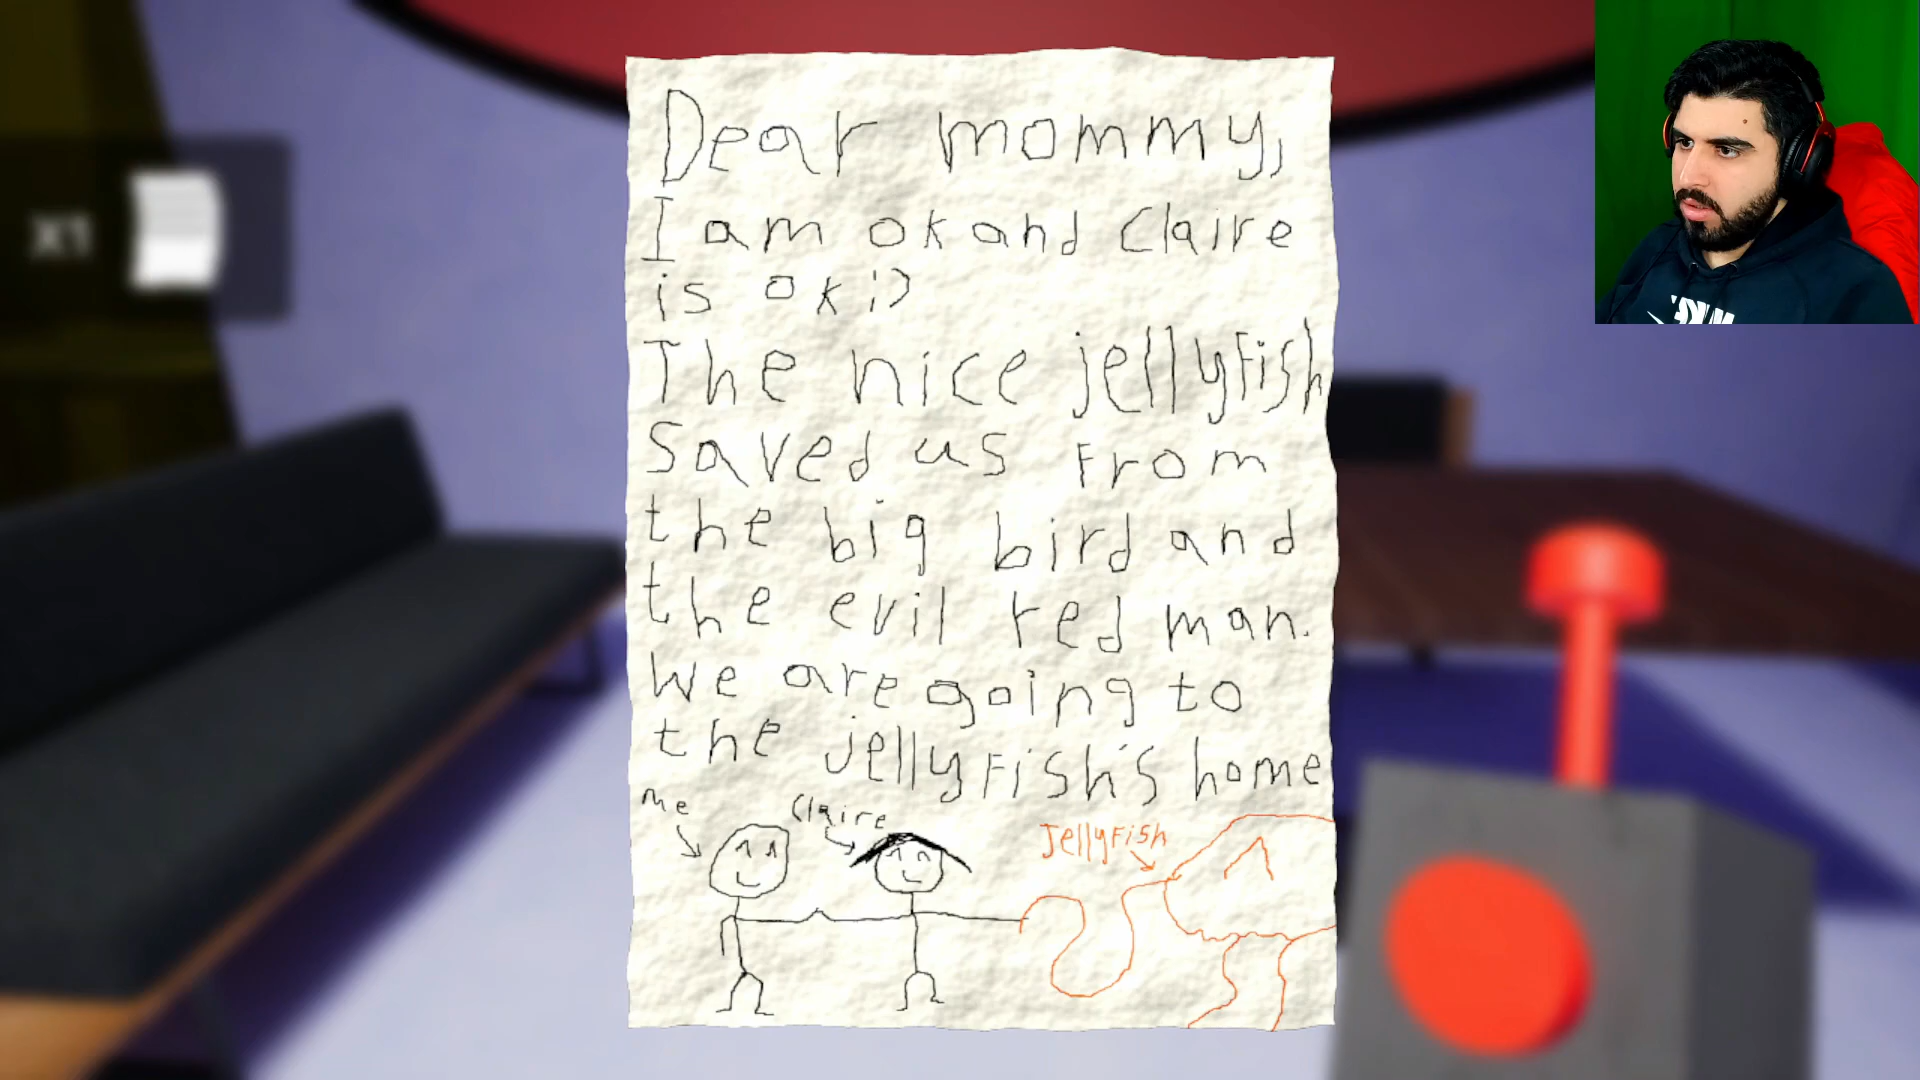 X1
Dear mommy,
I am ok and Claire
is ok:)
The nice jellyfish
Saved us From
the big bird and
the evil red man.
We are going to
the jellyFish's home
Me
Claire
JellyFish